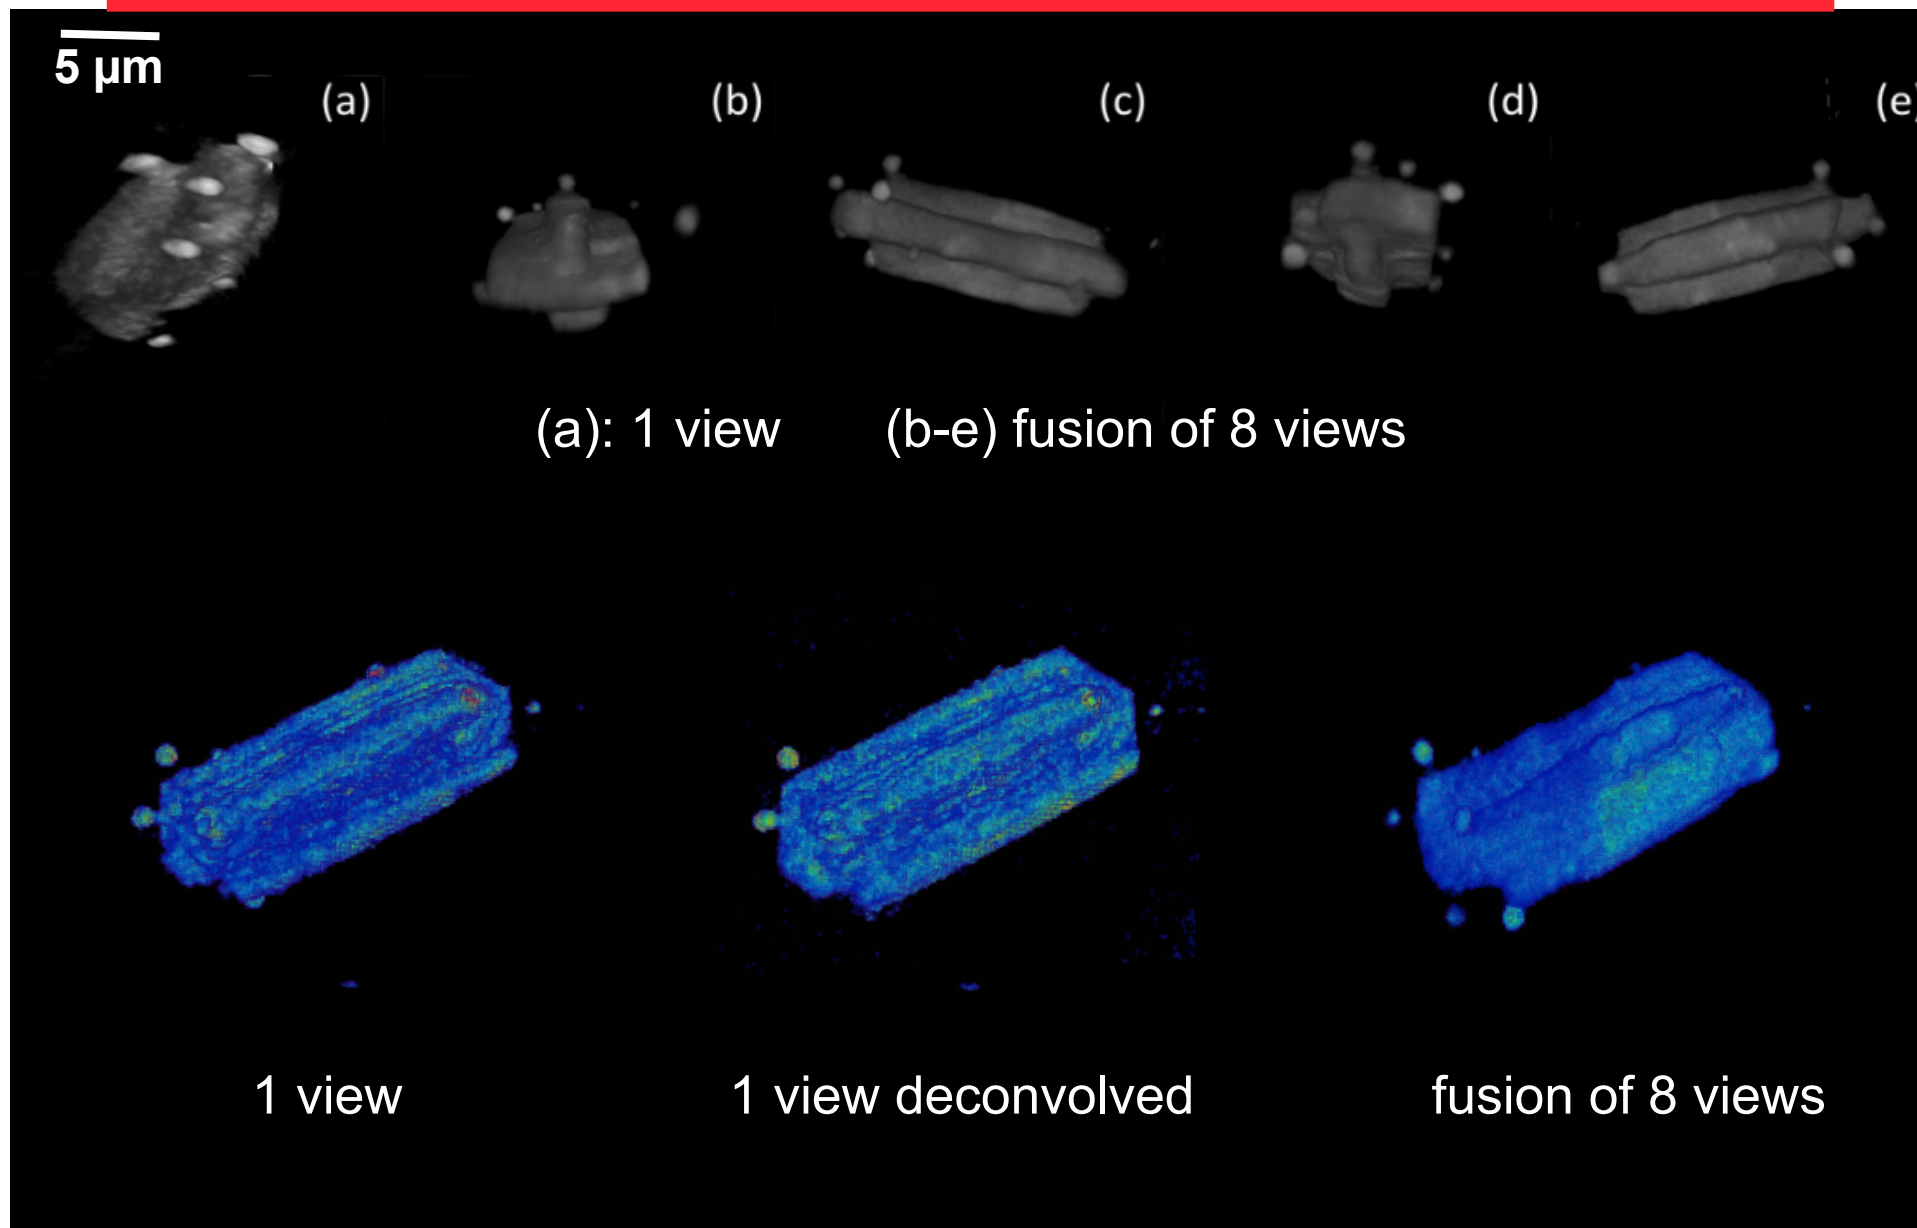 5 µm
(a) (b) (c) (d) (e)
(a): 1 view (b-e) fusion of 8 views
1 view 1 view deconvolved fusion of 8 views